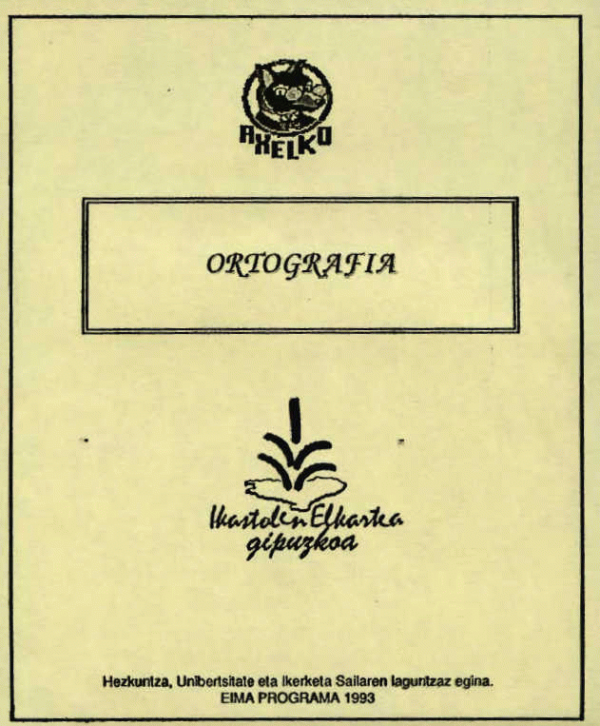 AXELKO
ORTOGRAFIA
Ikastolen Elkartea
gipuzkoa
Hezkuntza, Unibertsitate eta Ikerketa Sailaren laguntzaz egina.
EIMA PROGRAMA 1993